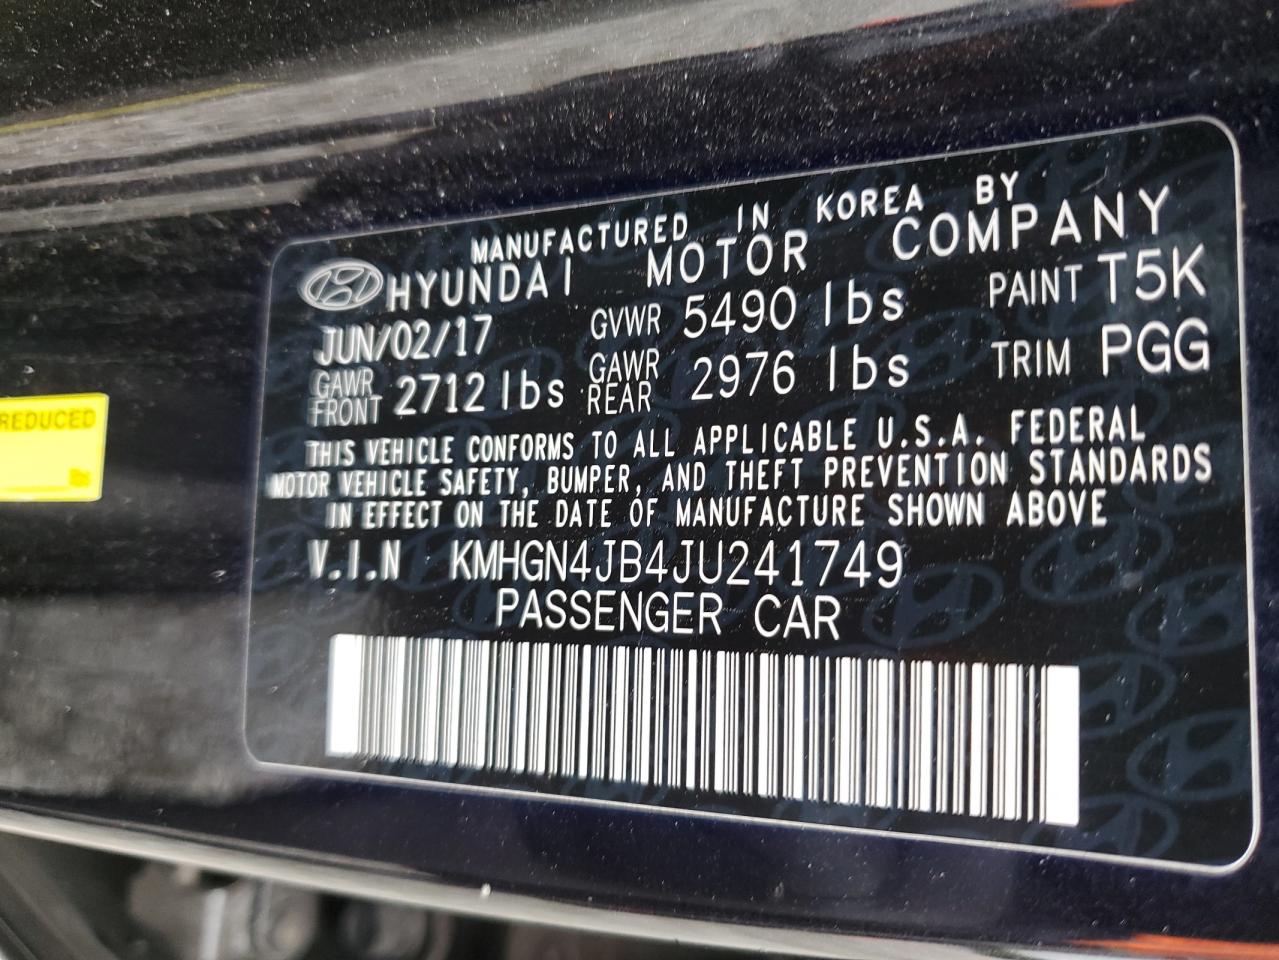 MANUFACTURED IN KOREA BY
HYUNDAI MOTOR COMPANY
JUN/02/17 GVWR 5490 lbs PAINT T5K
GAWR FRONT 2712 lbs GAWR REAR 2976 lbs TRIM PGG
THIS VEHICLE CONFORMS TO ALL APPLICABLE U.S.A. FEDERAL
MOTOR VEHICLE SAFETY, BUMPER, AND THEFT PREVENTION STANDARDS
IN EFFECT ON THE DATE OF MANUFACTURE SHOWN ABOVE
V.I.N KMHGN4JB4JU241749
PASSENGER CAR
REDUCED